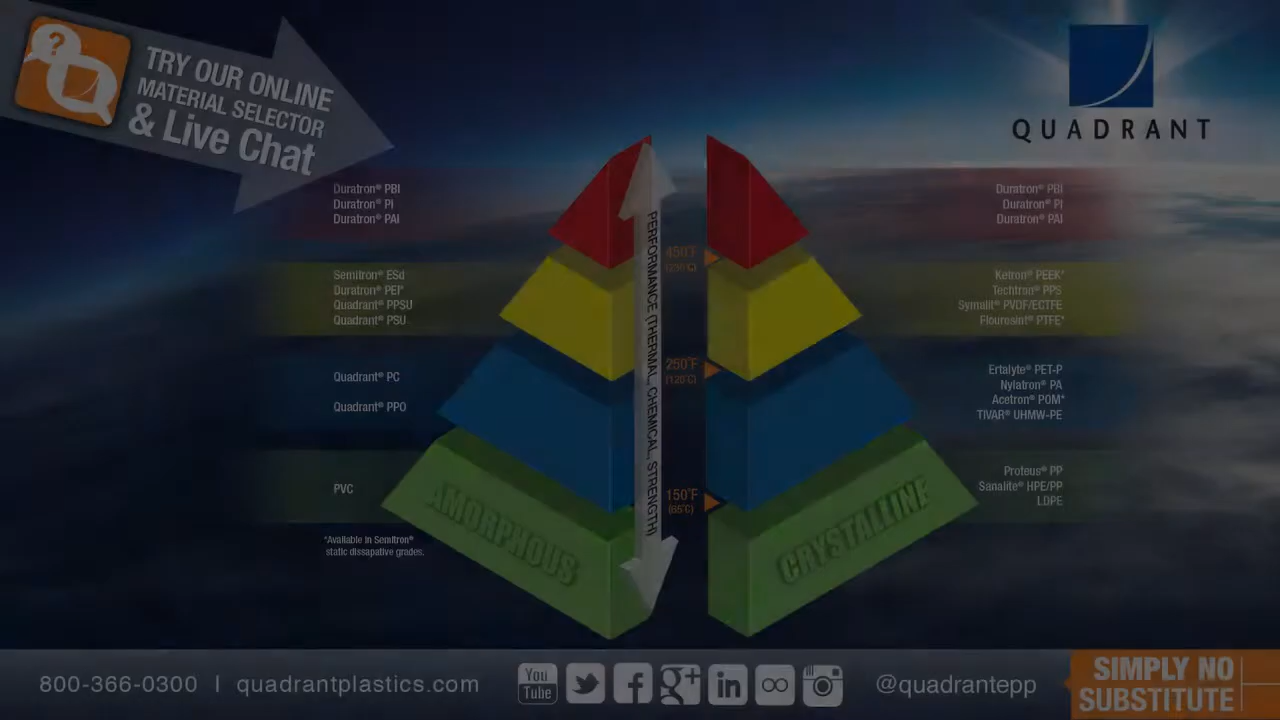 TRY OUR ONLINE
MATERIAL SELECTOR
& Live Chat
QUADRANT
Duratron® PBI
Duratron® PI
Duratron® PAI
Semitron® ESd
Duratron® PEI*
Quadrant® PPSU
Quadrant® PSU
Quadrant® PC
Quadrant® PPO
PVC
*Available in Semitron®
static dissapative grades.
AMORPHOUS
PERFORMANCE (THERMAL, CHEMICAL, STRENGTH)
450°F
250°F
(120°C)
150°F
(65°C)
CRYSTALLINE
Duratron® PBI
Duratron® PI
Duratron® PAI
Ketron® PEEK*
Techtron® PPS
Symalit® PVDF/ECTFE
Flourosint® PTFE*
Ertalyte® PET-P
Nylatron® PA
Acetron® POM*
TIVAR® UHMW-PE
Proteus® PP
Sanalite® HPE/PP
LDPE
800-366-0300 | quadrantplastics.com
You
Tube
@quadrantepp
SIMPLY NO
SUBSTITUTE